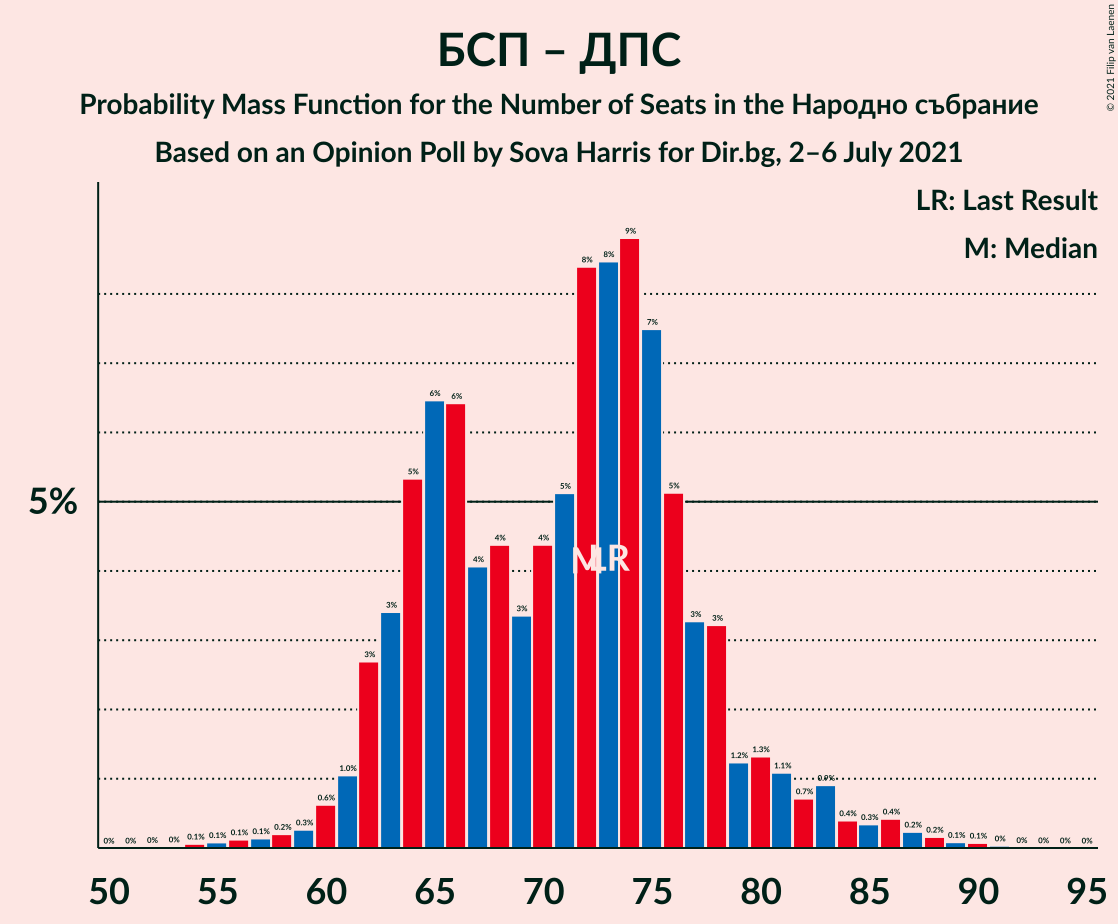 БСП – ДПС
Probability Mass Function for the Number of Seats in the Народно събрание
Based on an Opinion Poll by Sova Harris for Dir.bg, 2–6 July 2021
© 2021 Filip van Laenen
LR: Last Result
M: Median
5%
0% 0% 0% 0% 0.1% 0.1% 0.1% 0.1% 0.2% 0.3% 0.6% 1.0% 3% 3% 5% 6% 6% 4% 4% 3% 4% 5% 8% 8% 9% 7% 5% 3% 3% 1.2% 1.3% 1.1% 0.7% 0.9% 0.4% 0.3% 0.4% 0.2% 0.2% 0.1% 0.1% 0% 0% 0% 0% 0%
M LR
50 55 60 65 70 75 80 85 90 95